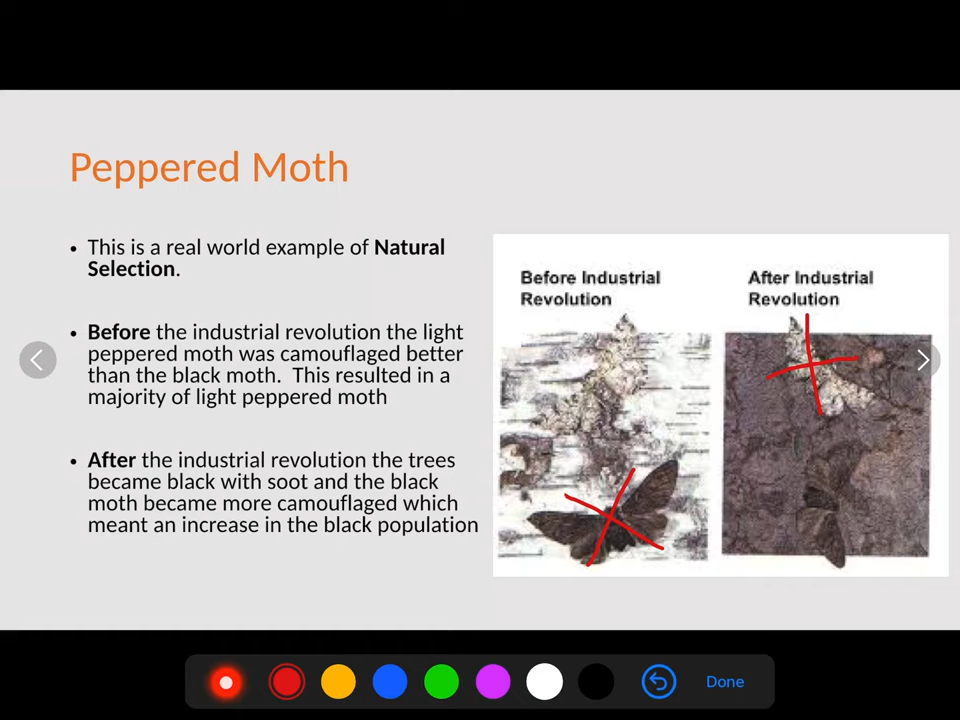 Peppered Moth
• This is a real world example of Natural
Selection.
• Before the industrial revolution the light
peppered moth was camouflaged better
than the black moth.  This resulted in a
majority of light peppered moth
• After the industrial revolution the trees
became black with soot and the black
moth became more camouflaged which
meant an increase in the black population
Before Industrial
Revolution
After Industrial
Revolution
Done